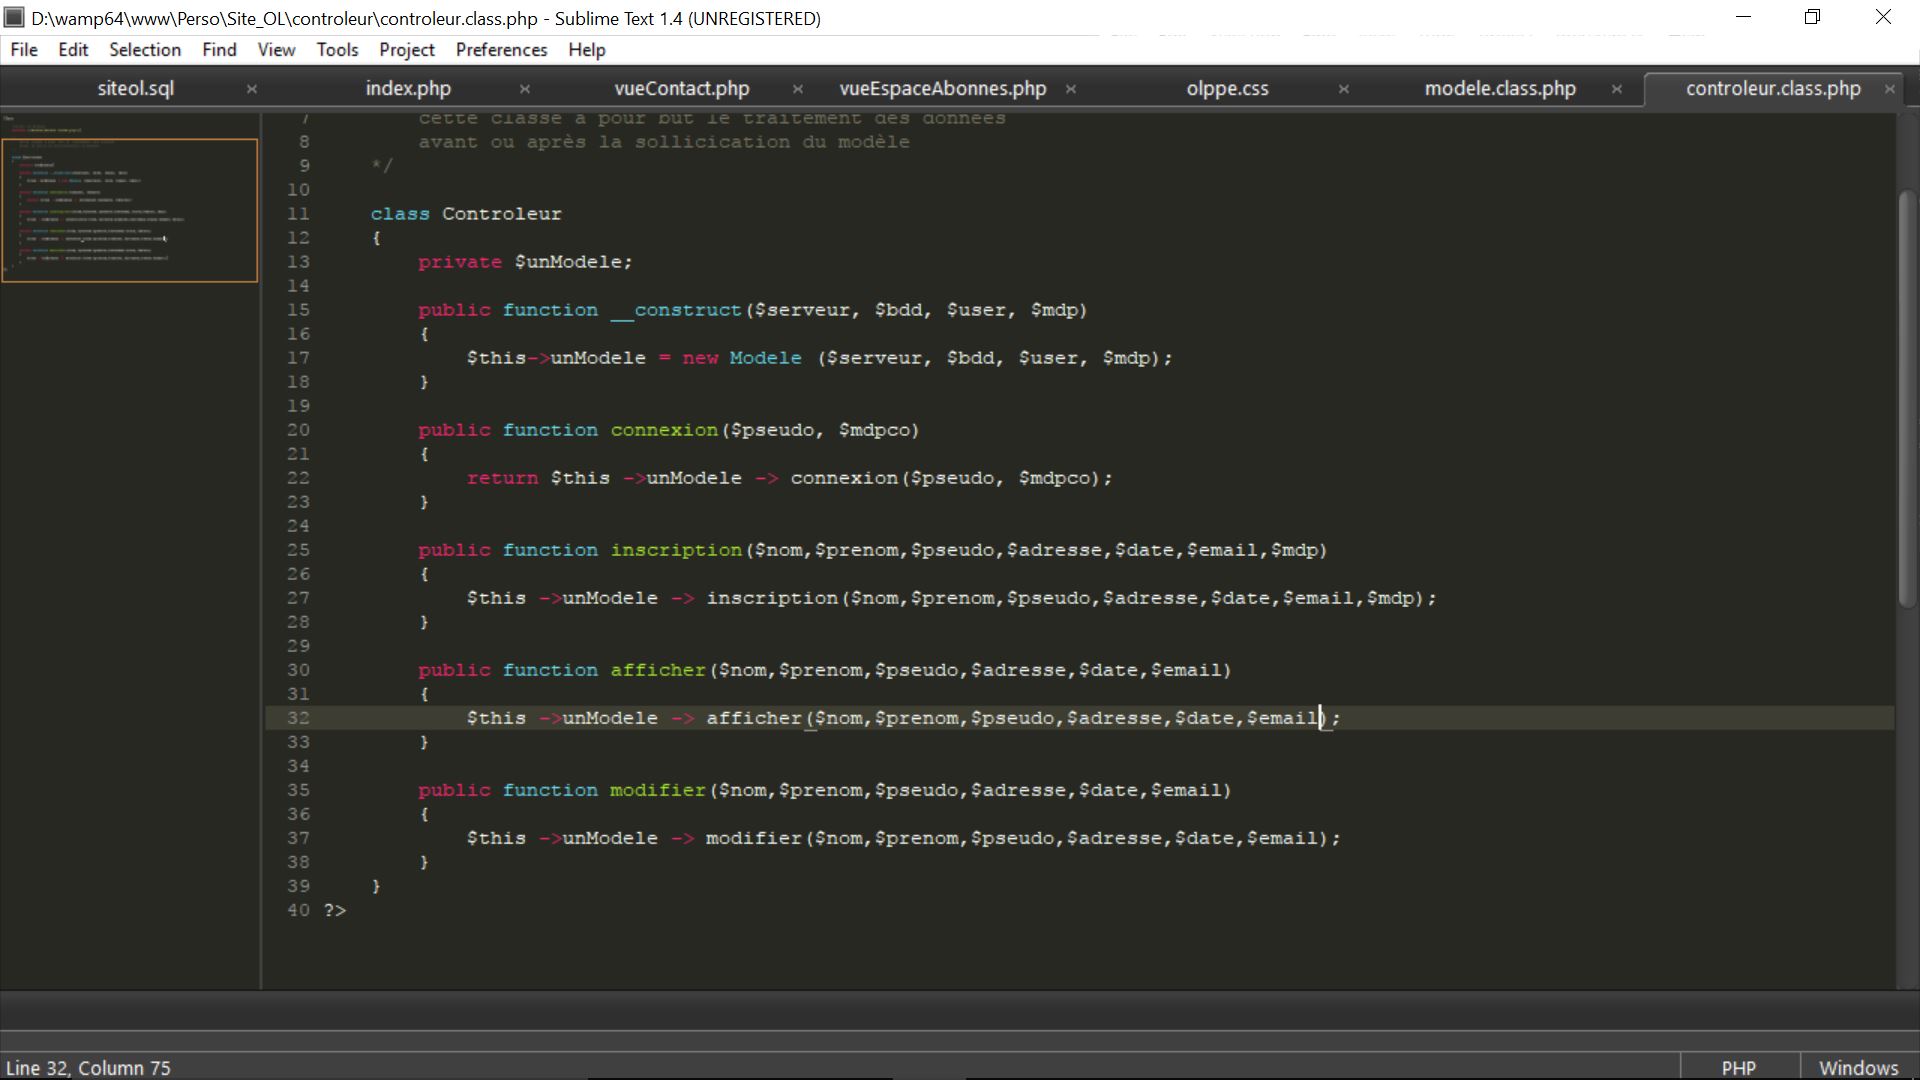 D:\wamp64\www\Perso\Site_OL\controleur\controleur.class.php - Sublime Text 1.4 (UNREGISTERED)
File Edit Selection Find View Tools Project Preferences Help
siteol.sql × index.php × vueContact.php × vueEspaceAbonnes.php × olppe.css × modele.class.php × controleur.class.php ×
7 cette classe a pour but le traitement des données
8 avant ou après la sollicication du modèle
9 */
10
11 class Controleur
12 {
13 private $unModele;
14
15 public function __construct($serveur, $bdd, $user, $mdp)
16 {
17 $this->unModele = new Modele ($serveur, $bdd, $user, $mdp);
18 }
19
20 public function connexion($pseudo, $mdpco)
21 {
22 return $this ->unModele -> connexion($pseudo, $mdpco);
23 }
24
25 public function inscription($nom,$prenom,$pseudo,$adresse,$date,$email,$mdp)
26 {
27 $this ->unModele -> inscription($nom,$prenom,$pseudo,$adresse,$date,$email,$mdp);
28 }
29
30 public function afficher($nom,$prenom,$pseudo,$adresse,$date,$email)
31 {
32 $this ->unModele -> afficher($nom,$prenom,$pseudo,$adresse,$date,$email);
33 }
34
35 public function modifier($nom,$prenom,$pseudo,$adresse,$date,$email)
36 {
37 $this ->unModele -> modifier($nom,$prenom,$pseudo,$adresse,$date,$email);
38 }
39 }
40 ?>
Line 32, Column 75 PHP Windows